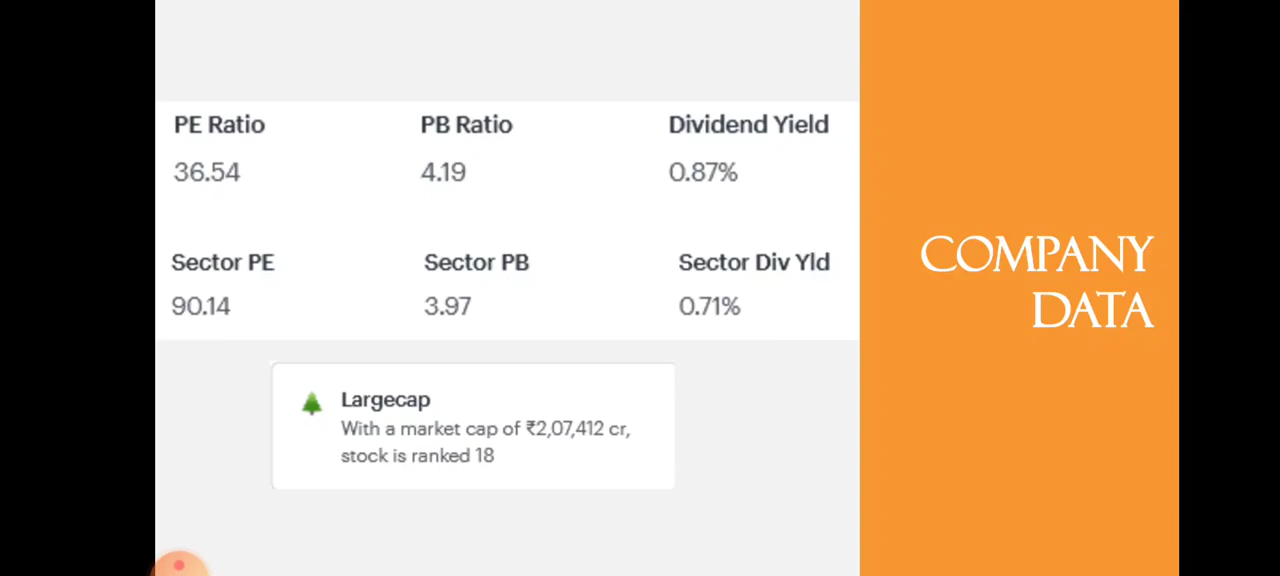 PE Ratio PB Ratio Dividend Yield
36.54 4.19 0.87%
Sector PE Sector PB Sector Div Yld
90.14 3.97 0.71%
Largecap
With a market cap of ₹2,07,412 cr,
stock is ranked 18
COMPANY
DATA